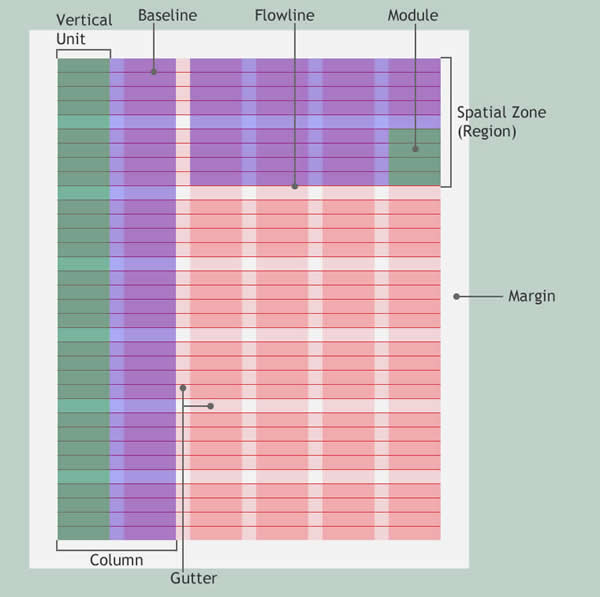 Vertical
Unit
Baseline
Flowline
Module
Spatial Zone
(Region)
Margin
Column
Gutter